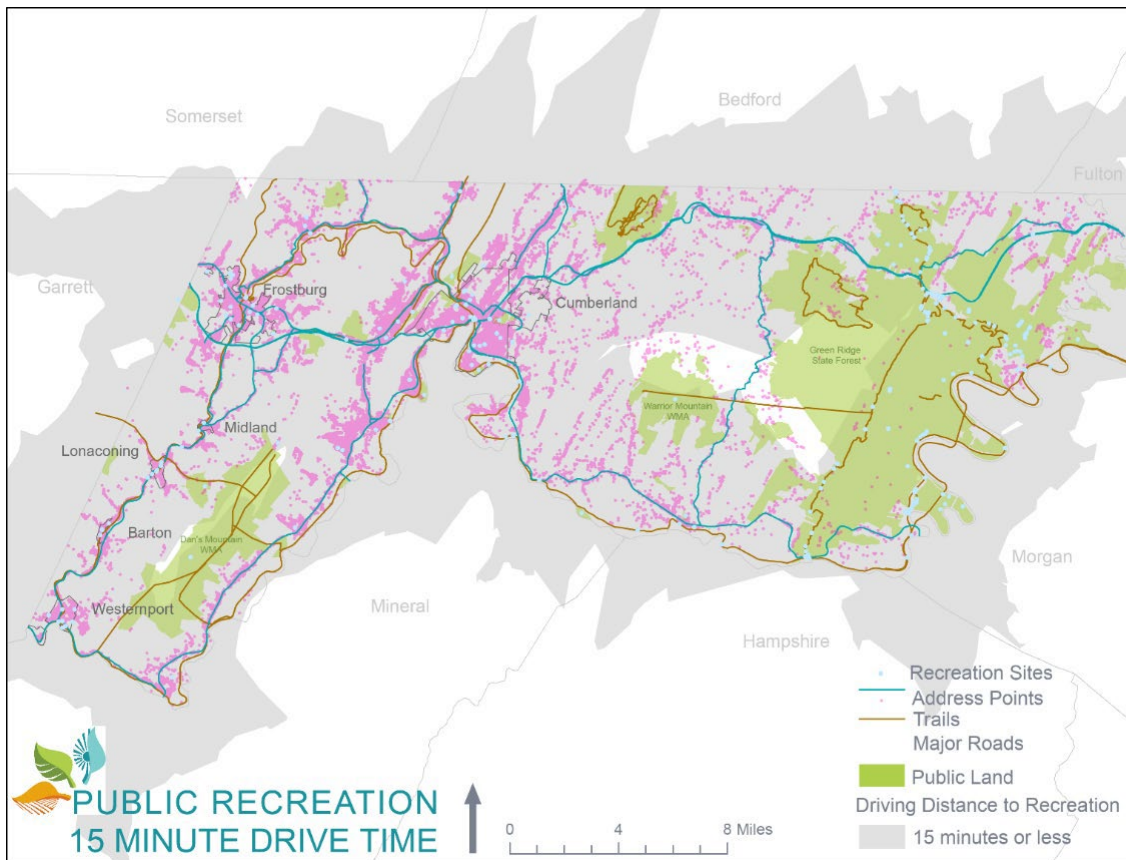 Somerset
Bedford
Fulton
Garrett
Frostburg
Cumberland
Green Ridge
State Forest
Warrior Mountain
WMA
Midland
Lonaconing
Barton
Dan's Mountain
WMA
Westernport
Mineral
Morgan
Hampshire
Recreation Sites
Address Points
Trails
Major Roads
Public Land
Driving Distance to Recreation
15 minutes or less
PUBLIC RECREATION
15 MINUTE DRIVE TIME
0 4 8 Miles